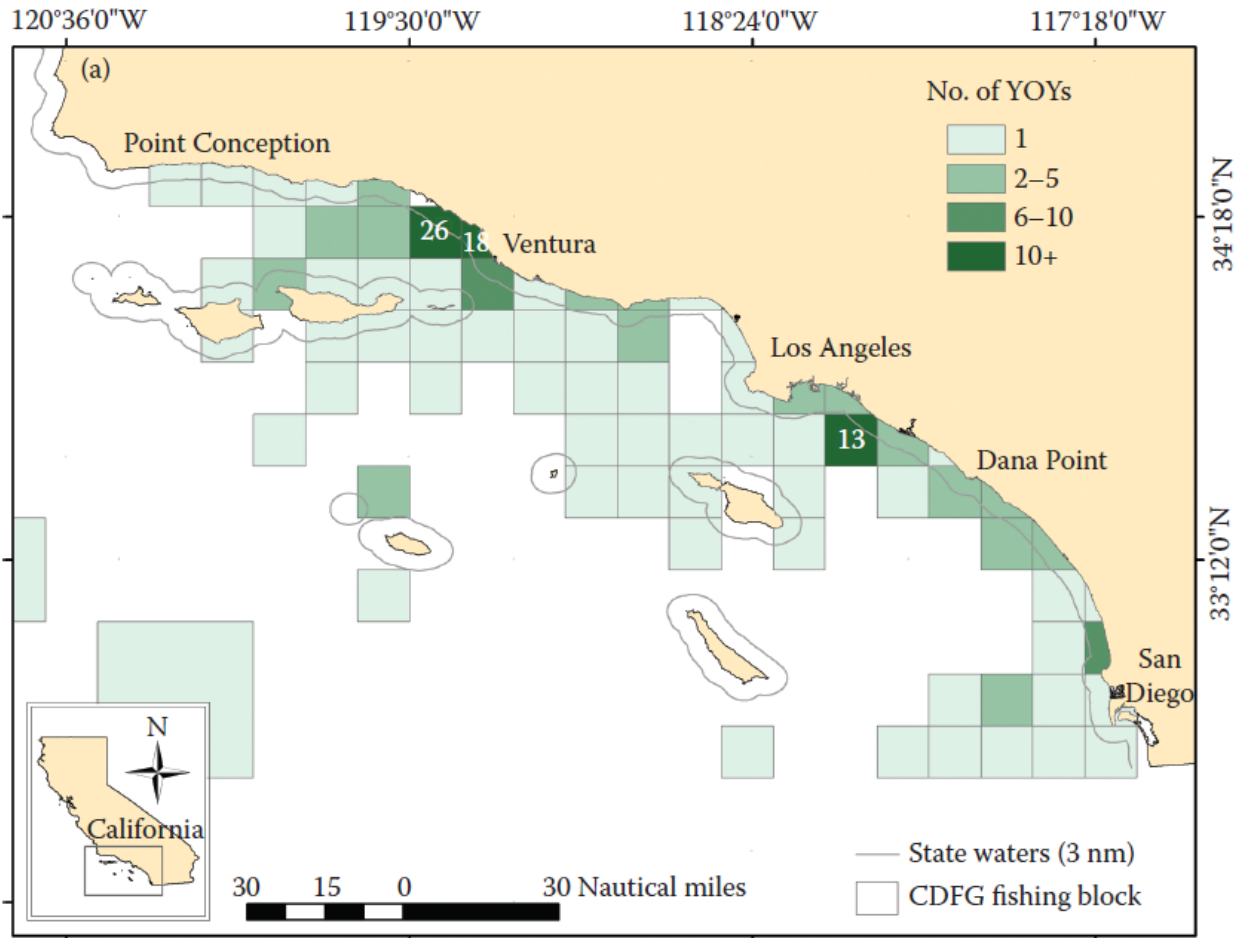 120°36'0"W
119°30'0"W
118°24'0"W
117°18'0"W
(a)
No. of YOYs
1
2–5
6–10
10+
Point Conception
34°18'0"N
26
18
Ventura
Los Angeles
13
Dana Point
33°12'0"N
San
Diego
N
California
30
15
0
30 Nautical miles
State waters (3 nm)
CDFG fishing block